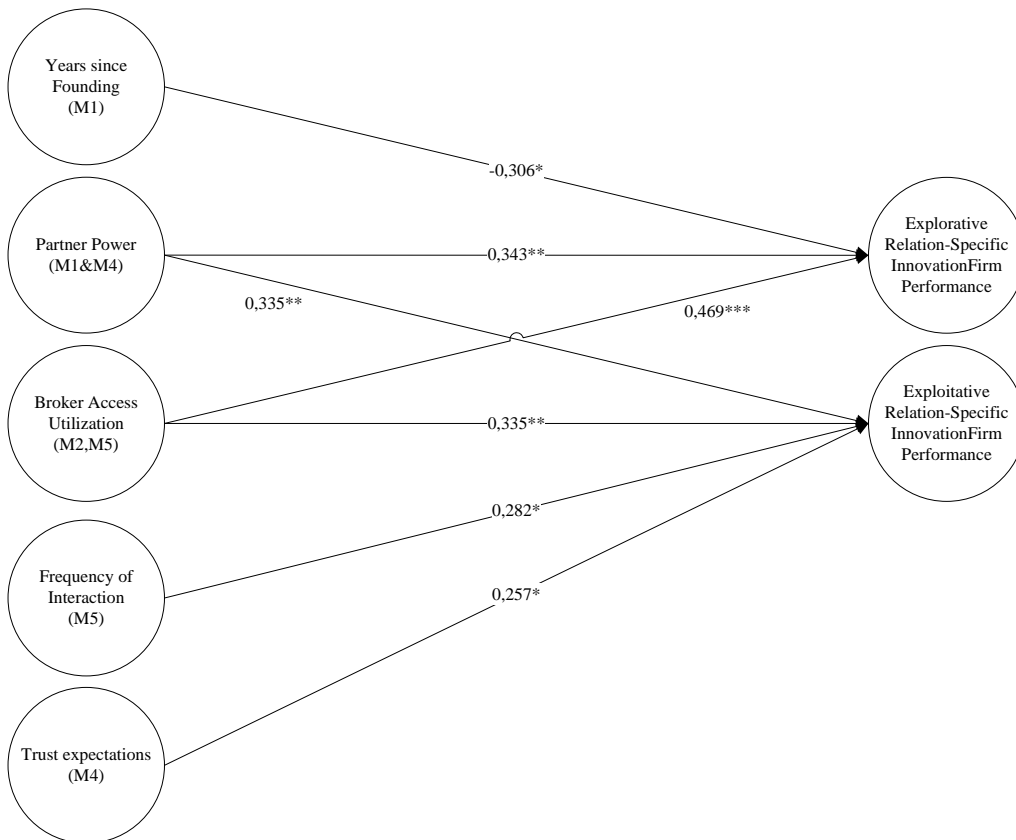 Years since
Founding
(M1)
-0,306*
Partner Power
(M1&M4)
0,343**
Explorative
Relation-Specific
InnovationFirm
Performance
0,335**
0,469***
Broker Access
Utilization
(M2,M5)
0,335**
Exploitative
Relation-Specific
InnovationFirm
Performance
0,282*
Frequency of
Interaction
(M5)
0,257*
Trust expectations
(M4)